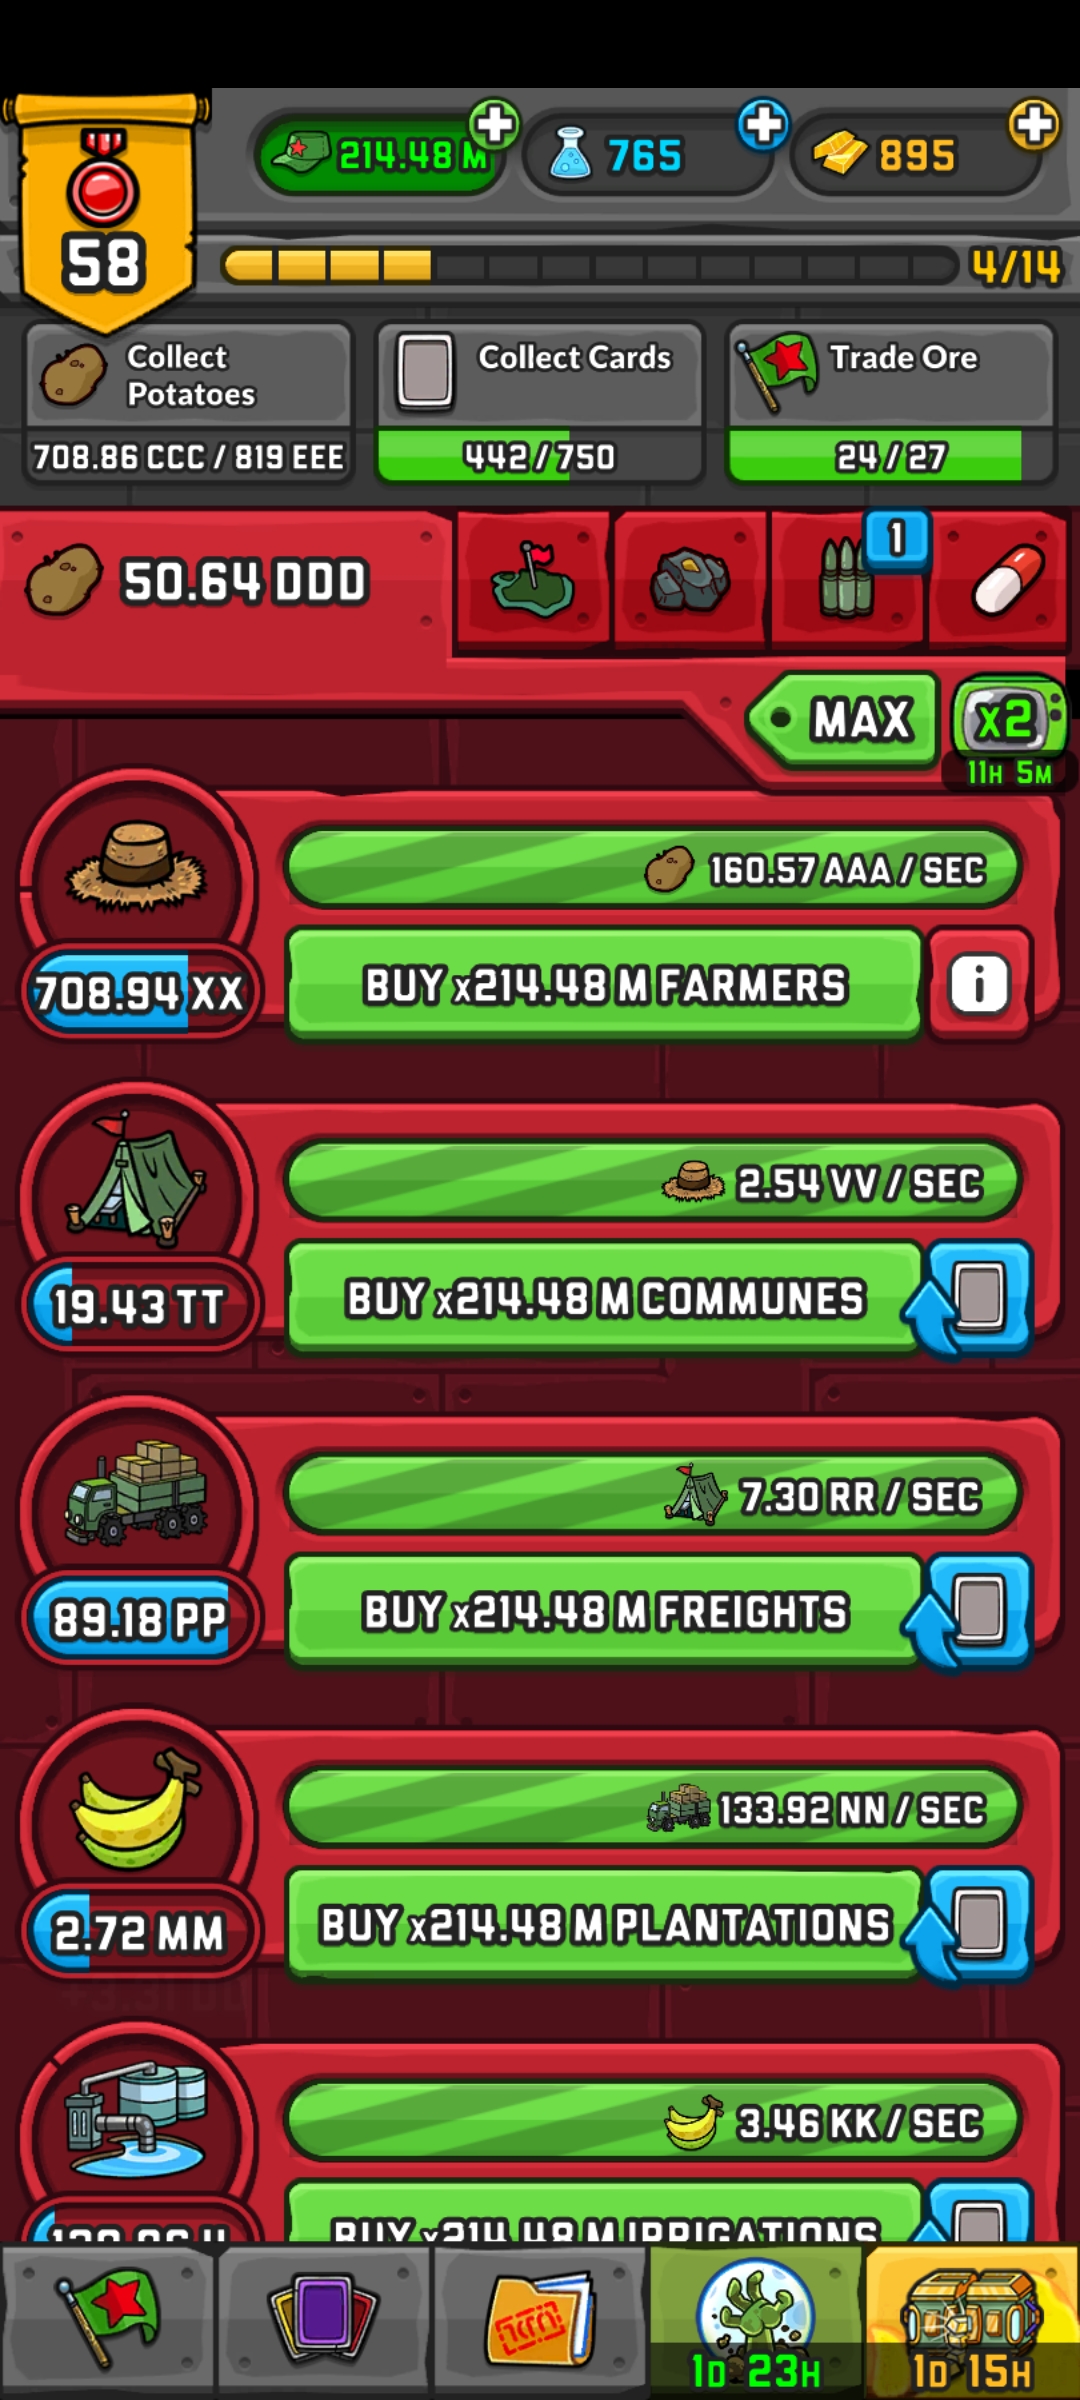 58
214.48 M
765
895
4/14
Collect
Potatoes
708.86 CCC / 819 EEE
Collect Cards
442/750
Trade Ore
24/27
50.64 DDD
1
MAX
x2
11H 5M
160.57 AAA / SEC
708.94 XX
BUY x214.48 M FARMERS
i
2.54 VV / SEC
19.43 TT
BUY x214.48 M COMMUNES
7.30 RR / SEC
89.18 PP
BUY x214.48 M FREIGHTS
133.92 NN / SEC
2.72 MM
BUY x214.48 M PLANTATIONS
3.46 KK / SEC
BUY x214.48 M IRRIGATIONS
1D 23H
1D 15H